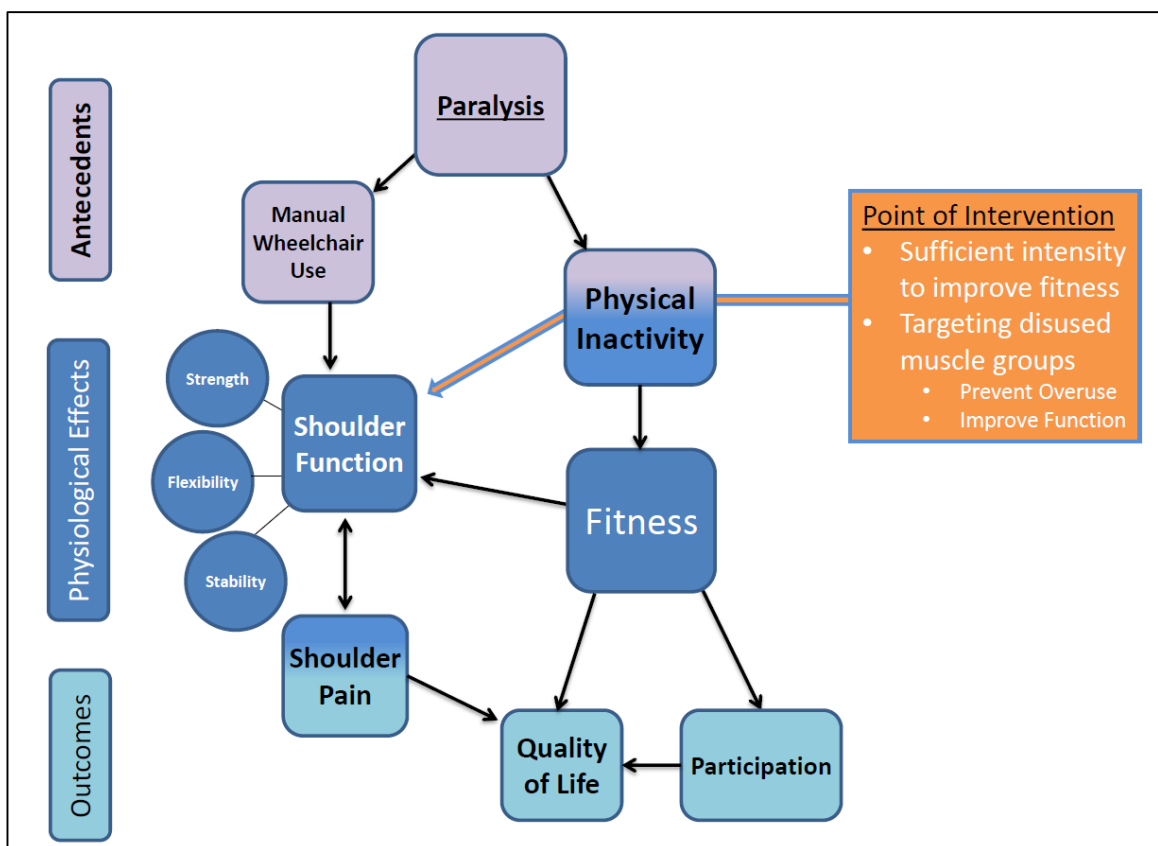 Antecedents
Paralysis
Manual
Wheelchair
Use
Physical
Inactivity
Point of Intervention
• Sufficient intensity
to improve fitness
• Targeting disused
muscle groups
• Prevent Overuse
• Improve Function
Physiological Effects
Strength
Flexibility
Stability
Shoulder
Function
Fitness
Shoulder
Pain
Outcomes
Quality
of Life
Participation